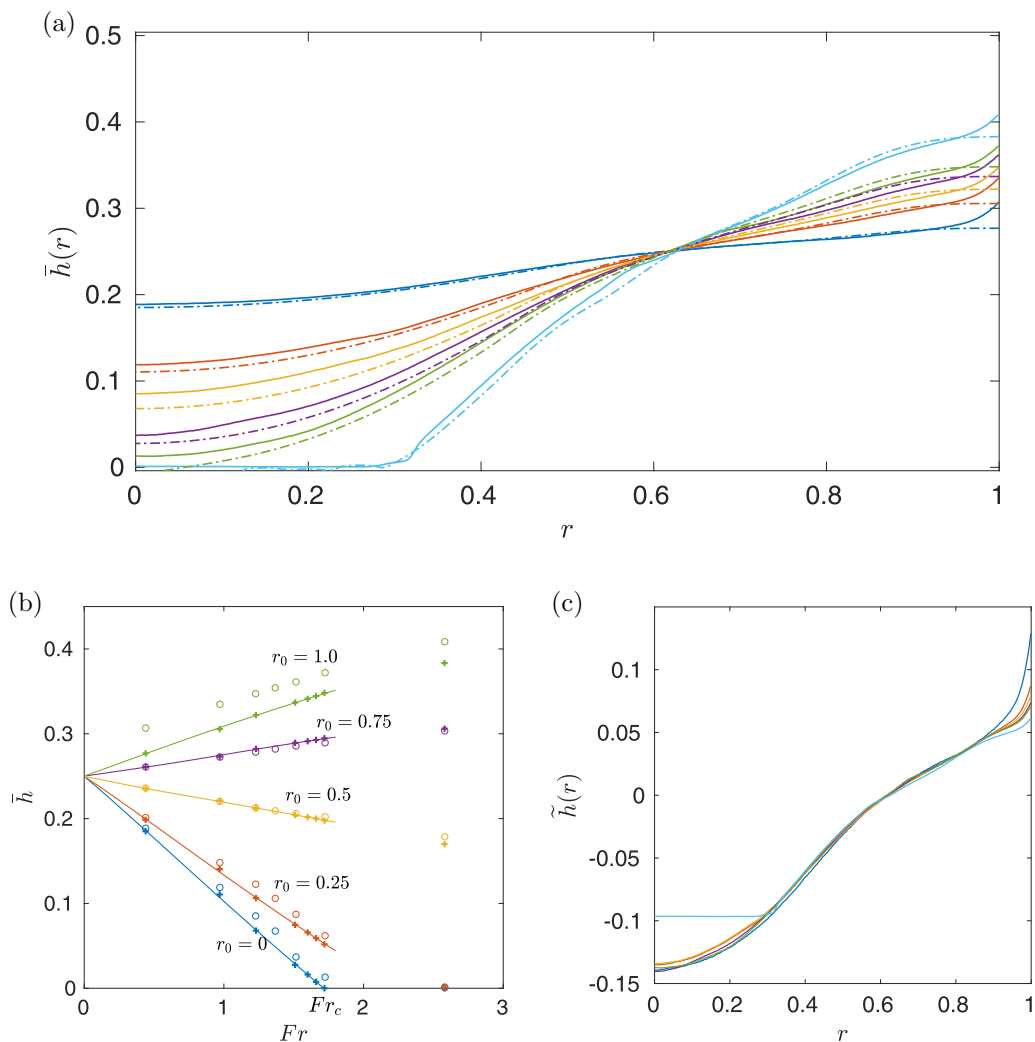 (a)
0.5
0.4
0.3
0.2
0.1
0
h̄(r)
0 0.2 0.4 0.6 0.8 1
r
(b)
0.4
0.3
0.2
0.1
0
h̄
r₀ = 1.0
r₀ = 0.75
r₀ = 0.5
r₀ = 0.25
r₀ = 0
Fr_c
0 1 2 3
Fr
(c)
0.1
0.05
0
-0.05
-0.1
-0.15
h̃(r)
0 0.2 0.4 0.6 0.8 1
r